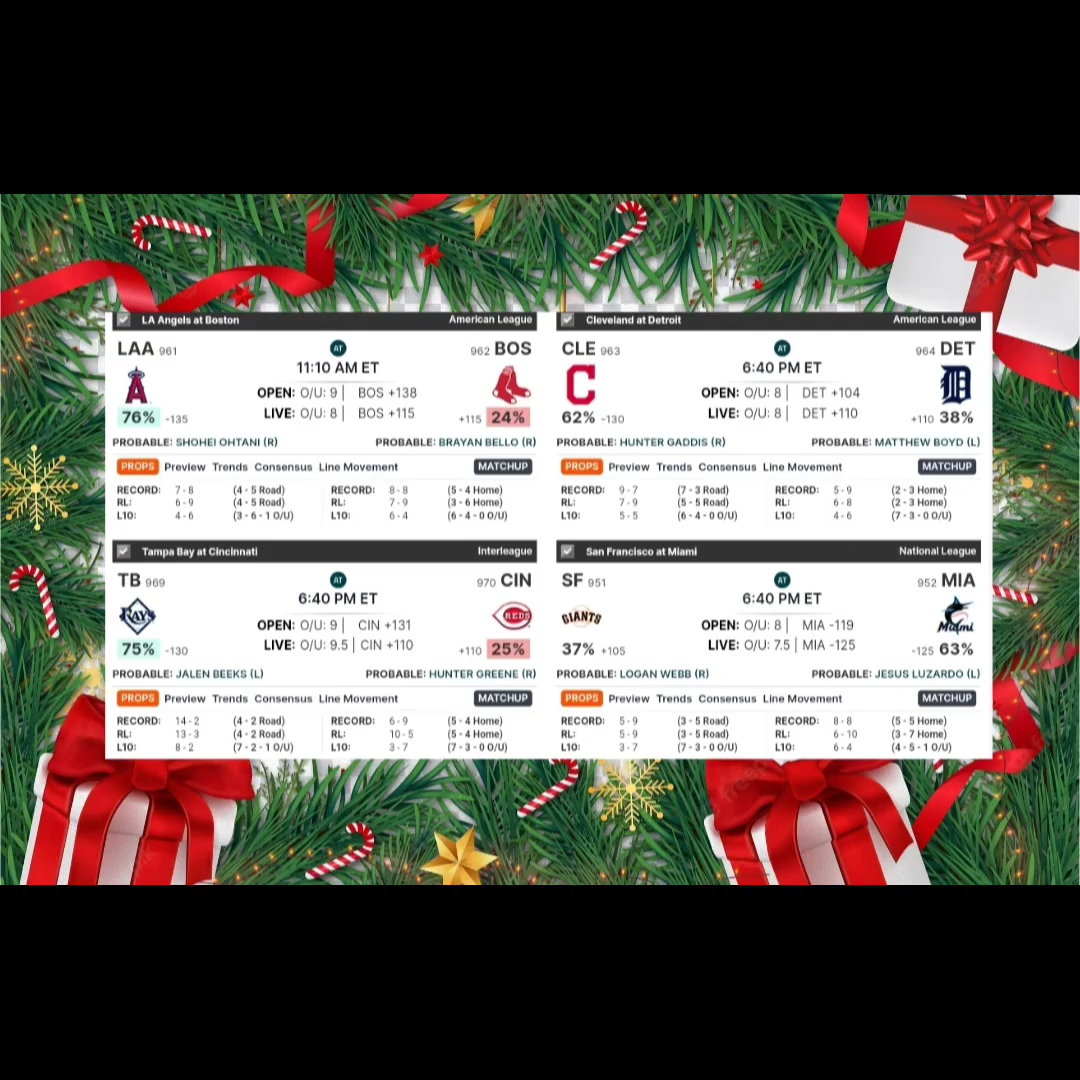 LA Angels at Boston American League
LAA 961 AT 962 BOS
11:10 AM ET
OPEN: O/U: 9 | BOS +138
LIVE: O/U: 8 | BOS +115
76% -135 +115 24%
PROBABLE: SHOHEI OHTANI (R) PROBABLE: BRAYAN BELLO (R)
PROPS Preview Trends Consensus Line Movement MATCHUP
RECORD: 7 - 8 (4 - 5 Road) RECORD: 8 - 8 (5 - 4 Home)
RL: 6 - 9 (4 - 5 Road) RL: 7 - 9 (3 - 6 Home)
L10: 4 - 6 (3 - 6 - 1 O/U) L10: 6 - 4 (6 - 4 - 0 O/U)
Cleveland at Detroit American League
CLE 963 AT 964 DET
6:40 PM ET
OPEN: O/U: 8 | DET +104
LIVE: O/U: 8 | DET +110
62% -130 +110 38%
PROBABLE: HUNTER GADDIS (R) PROBABLE: MATTHEW BOYD (L)
PROPS Preview Trends Consensus Line Movement MATCHUP
RECORD: 9 - 7 (7 - 3 Road) RECORD: 5 - 9 (2 - 3 Home)
RL: 7 - 9 (5 - 5 Road) RL: 6 - 8 (2 - 3 Home)
L10: 5 - 5 (6 - 4 - 0 O/U) L10: 4 - 6 (7 - 3 - 0 O/U)
Tampa Bay at Cincinnati Interleague
TB 969 AT 970 CIN
6:40 PM ET
RAYS REDS
OPEN: O/U: 9 | CIN +131
LIVE: O/U: 9.5 | CIN +110
75% -130 +110 25%
PROBABLE: JALEN BEEKS (L) PROBABLE: HUNTER GREENE (R)
PROPS Preview Trends Consensus Line Movement MATCHUP
RECORD: 14 - 2 (4 - 2 Road) RECORD: 6 - 9 (5 - 4 Home)
RL: 13 - 3 (4 - 2 Road) RL: 10 - 5 (5 - 4 Home)
L10: 8 - 2 (7 - 2 - 1 O/U) L10: 3 - 7 (7 - 3 - 0 O/U)
San Francisco at Miami National League
SF 951 AT 952 MIA
6:40 PM ET
GIANTS Miami
OPEN: O/U: 8 | MIA -119
LIVE: O/U: 7.5 | MIA -125
37% +105 -125 63%
PROBABLE: LOGAN WEBB (R) PROBABLE: JESUS LUZARDO (L)
PROPS Preview Trends Consensus Line Movement MATCHUP
RECORD: 5 - 9 (3 - 5 Road) RECORD: 8 - 8 (5 - 5 Home)
RL: 5 - 9 (3 - 5 Road) RL: 6 - 10 (3 - 7 Home)
L10: 3 - 7 (7 - 3 - 0 O/U) L10: 6 - 4 (4 - 5 - 1 O/U)